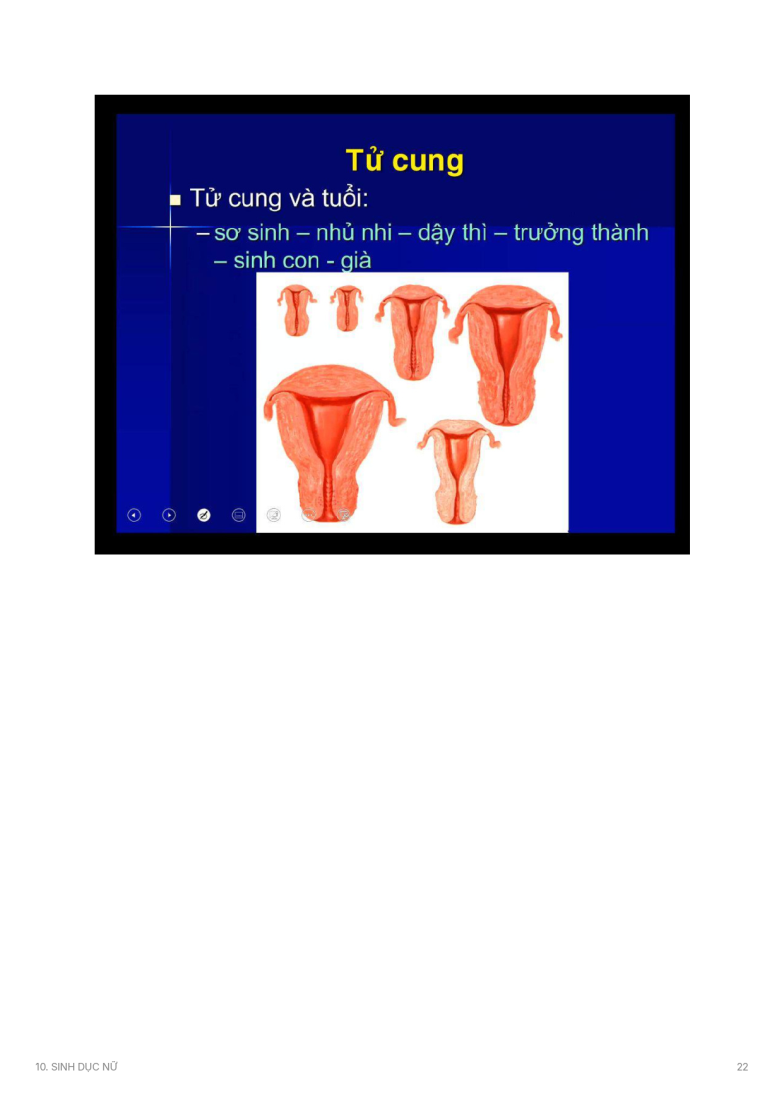 Tử cung
Tử cung và tuổi:
– sơ sinh – nhủ nhi – dậy thì – trưởng thành
– sinh con - già
10. SINH DỤC NỮ
22